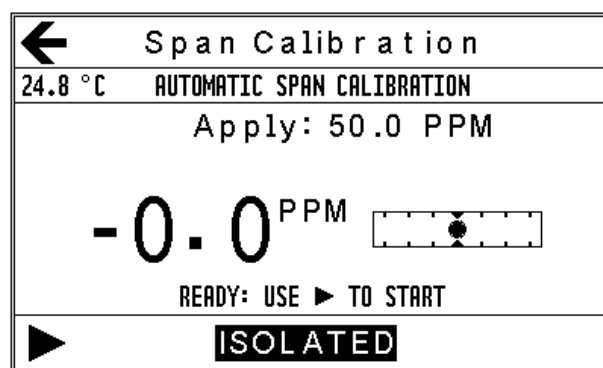 Span Calibration
24.8 °C AUTOMATIC SPAN CALIBRATION
Apply: 50.0 PPM
-0.0 PPM
READY: USE ▶ TO START
ISOLATED